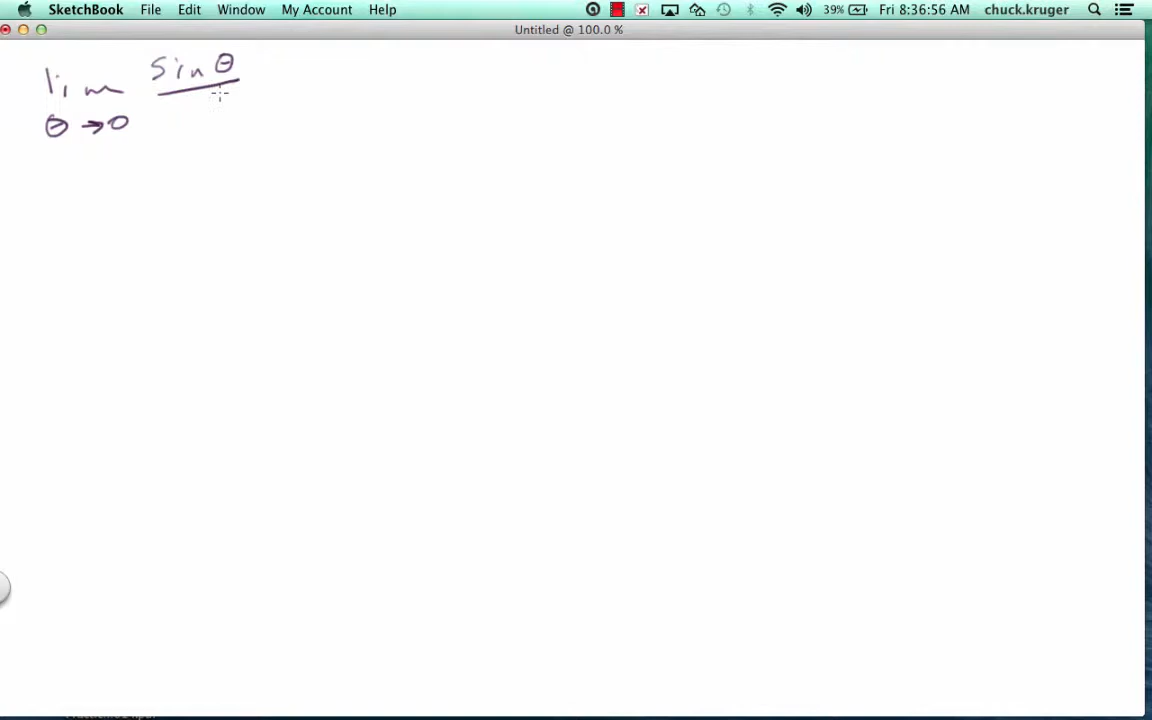 SketchBook File Edit Window My Account Help 39% Fri 8:36:56 AM chuck.kruger
Untitled @ 100.0 %
lim sin θ
θ → 0